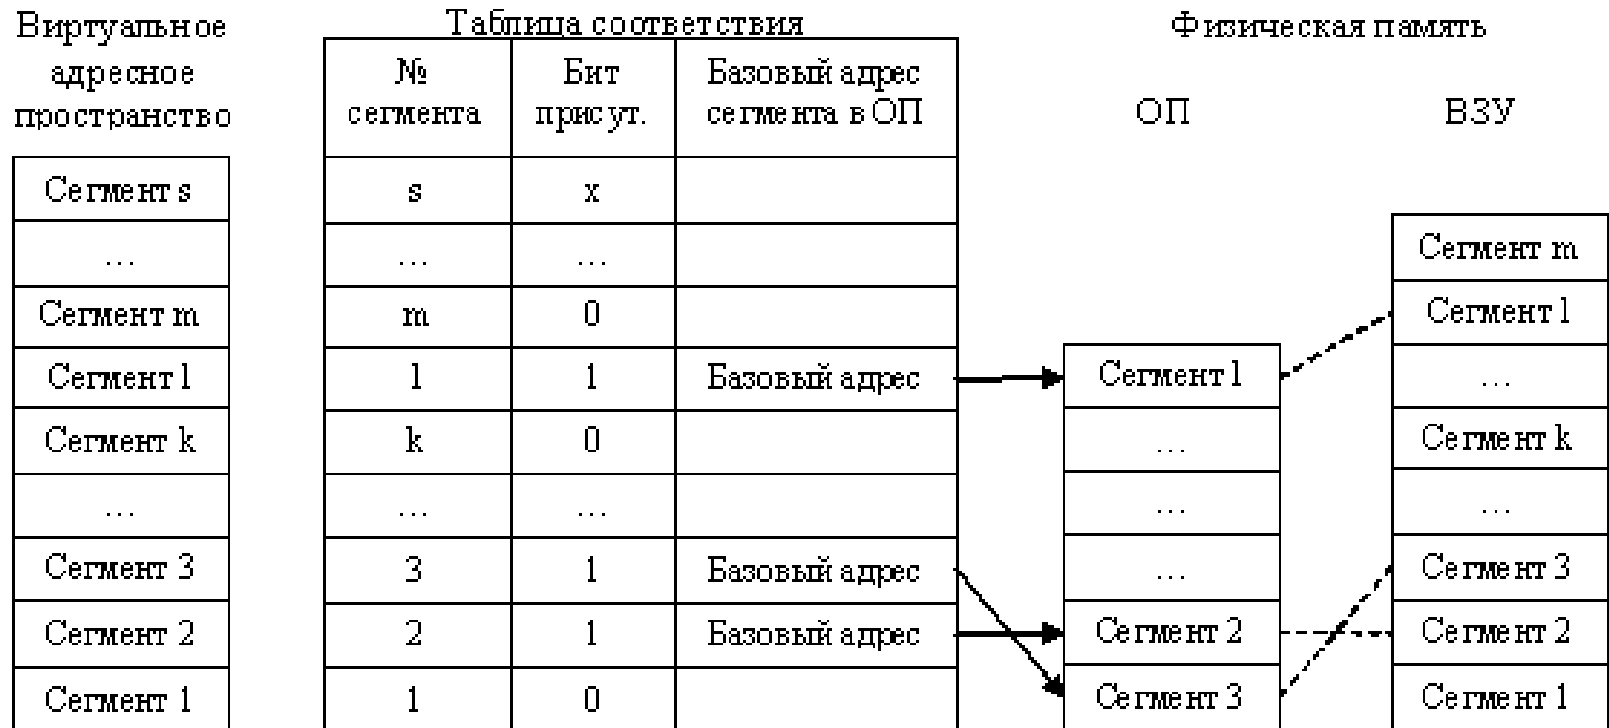 Виртуальное
адресное
пространство
Сегмент s
...
Сегмент m
Сегмент l
Сегмент k
...
Сегмент 3
Сегмент 2
Сегмент 1
Таблица соответствия
№ сегмента Бит присут. Базовый адрес сегмента в ОП
s x
... ...
m 0
l 1 Базовый адрес
k 0
... ...
3 1 Базовый адрес
2 1 Базовый адрес
1 0
Физическая память
ОП
Сегмент l
...
...
...
Сегмент 2
Сегмент 3
ВЗУ
Сегмент m
Сегмент l
...
Сегмент k
...
Сегмент 3
Сегмент 2
Сегмент 1